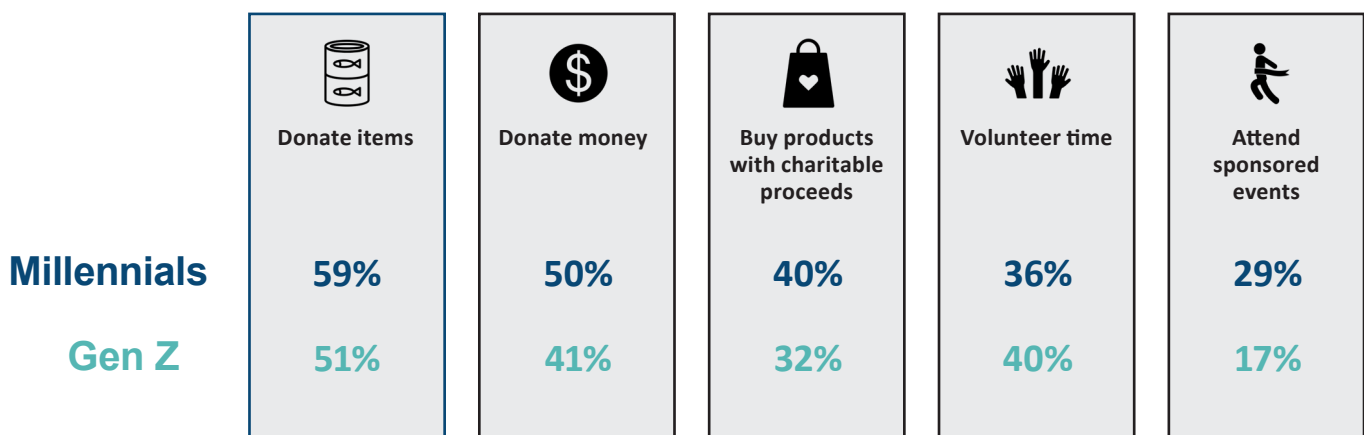 Donate items
Donate money
Buy products
with charitable
proceeds
Volunteer time
Attend
sponsored
events
Millennials 59% 50% 40% 36% 29%
Gen Z 51% 41% 32% 40% 17%